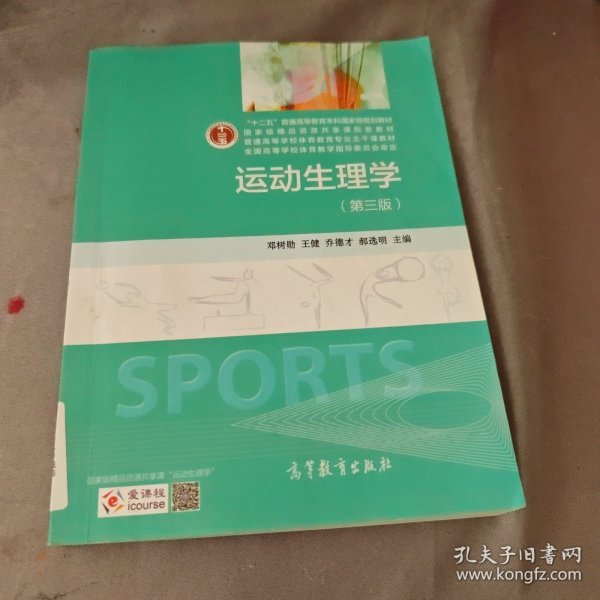 “十二五”普通高等教育本科国家级规划教材
国家级精品资源共享课配套教材
普通高等学校体育教育专业主干课教材
全国高等学校体育教学指导委员会审定
运动生理学
（第三版）
邓树勋 王健 乔德才 郝选明 主编
SPORTS
国家级精品资源共享课“运动生理学”
爱课程
icourse
高等教育出版社
孔夫子旧书网
www.kongfz.com